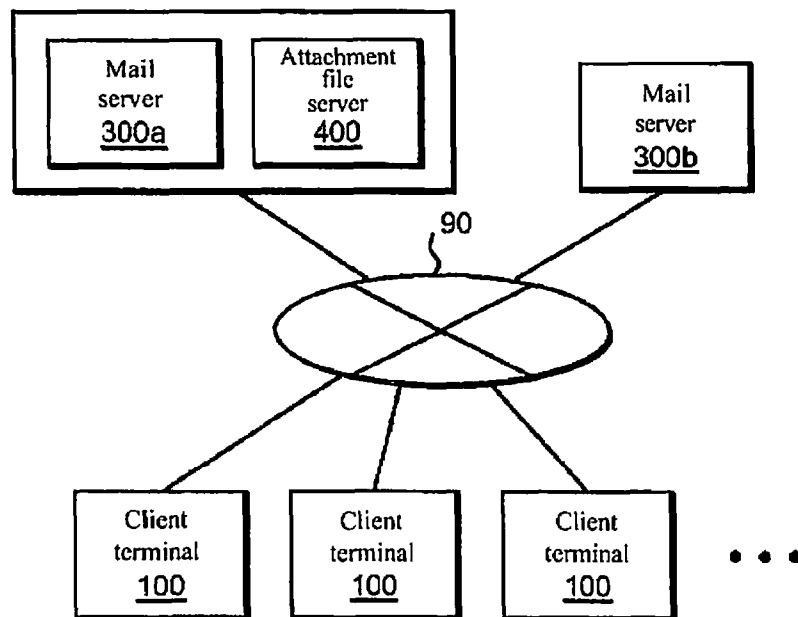 Mail
server
300a
Attachment
file
server
400
Mail
server
300b
90
Client
terminal
100
Client
terminal
100
Client
terminal
100